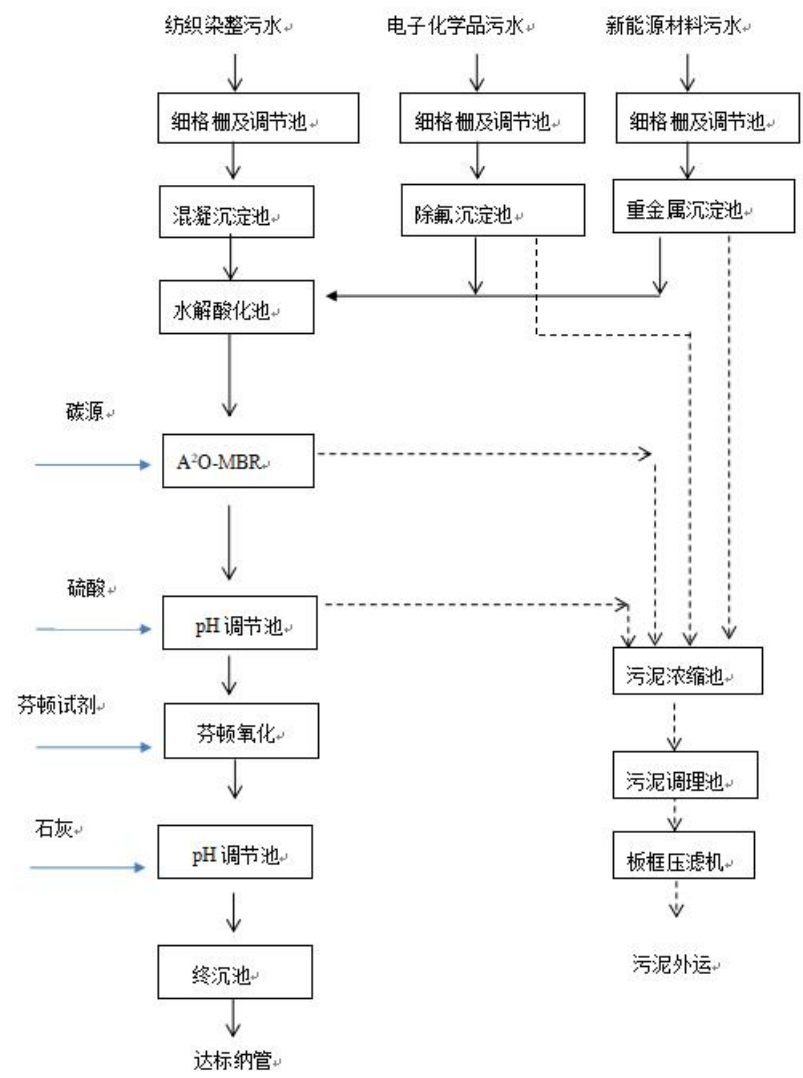 纺织染整污水
电子化学品污水
新能源材料污水
细格栅及调节池
细格栅及调节池
细格栅及调节池
混凝沉淀池
除氟沉淀池
重金属沉淀池
水解酸化池
碳源
A²O-MBR
硫酸
pH 调节池
污泥浓缩池
芬顿试剂
芬顿氧化
污泥调理池
石灰
pH 调节池
板框压滤机
终沉池
污泥外运
达标纳管